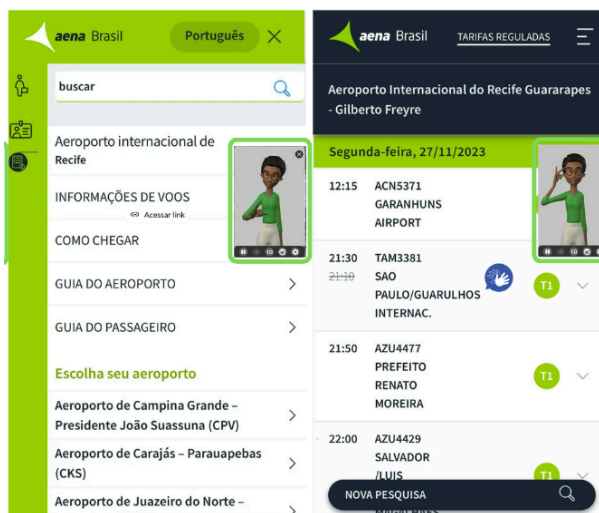 aena Brasil
Português
buscar
Aeroporto internacional de
Recife
INFORMAÇÕES DE VOOS
Acessar link
COMO CHEGAR
GUIA DO AEROPORTO
GUIA DO PASSAGEIRO
Escolha seu aeroporto
Aeroporto de Campina Grande –
Presidente João Suassuna (CPV)
Aeroporto de Carajás – Parauapebas
(CKS)
Aeroporto de Juazeiro do Norte –
aena Brasil
TARIFAS REGULADAS
Aeroporto Internacional do Recife Guararapes
- Gilberto Freyre
Segunda-feira, 27/11/2023
12:15 ACN5371
GARANHUNS
AIRPORT
21:30 TAM3381
21:10 SAO
PAULO/GUARULHOS
INTERNAC.
T1
21:50 AZU4477
PREFEITO
RENATO
MOREIRA
T1
22:00 AZU4429
SALVADOR
/LUIS
T1
NOVA PESQUISA